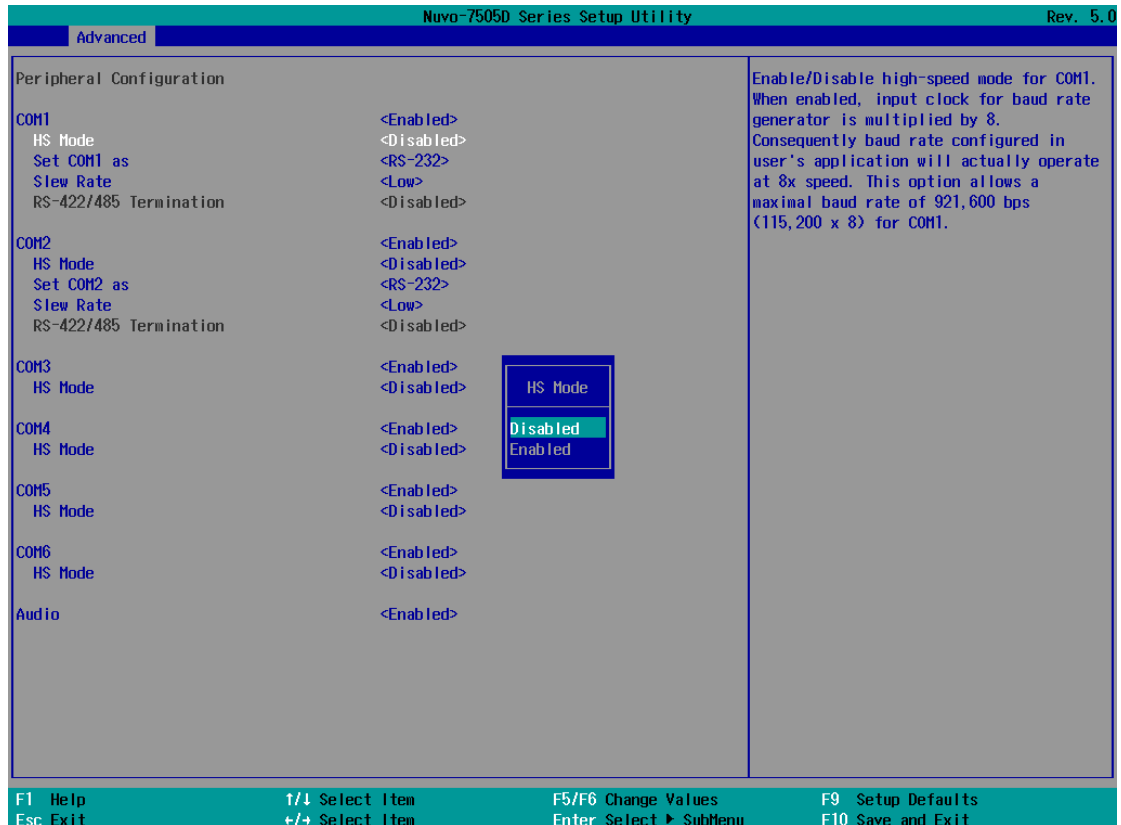 Nuvo-7505D Series Setup Utility Rev. 5.0
Advanced
Peripheral Configuration
COM1 <Enabled>
HS Mode <Disabled>
Set COM1 as <RS-232>
Slew Rate <Low>
RS-422/485 Termination <Disabled>
COM2 <Enabled>
HS Mode <Disabled>
Set COM2 as <RS-232>
Slew Rate <Low>
RS-422/485 Termination <Disabled>
COM3 <Enabled>
HS Mode <Disabled>
COM4 <Enabled>
HS Mode <Disabled>
COM5 <Enabled>
HS Mode <Disabled>
COM6 <Enabled>
HS Mode <Disabled>
Audio <Enabled>
HS Mode
Disabled
Enabled
Enable/Disable high-speed mode for COM1.
When enabled, input clock for baud rate
generator is multiplied by 8.
Consequently baud rate configured in
user's application will actually operate
at 8x speed. This option allows a
maximal baud rate of 921,600 bps
(115,200 x 8) for COM1.
F1 Help ↑/↓ Select Item F5/F6 Change Values F9 Setup Defaults
Esc Exit ←/→ Select Item Enter Select ▶ SubMenu F10 Save and Exit